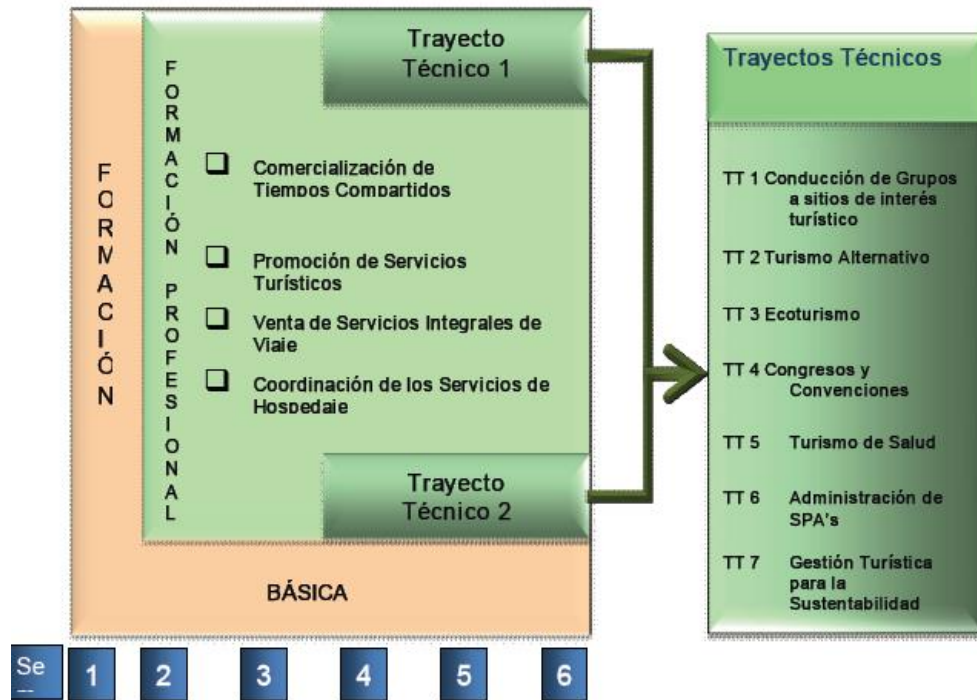 Trayecto
Técnico 1
FORMACIÓN
FORMACIÓN PROFESIONAL
Comercialización de
Tiempos Compartidos
Promoción de Servicios
Turísticos
Venta de Servicios Integrales de
Viaje
Coordinación de los Servicios de
Hospedaje
Trayecto
Técnico 2
BÁSICA
Trayectos Técnicos
TT 1 Conducción de Grupos
a sitios de interés
turístico
TT 2 Turismo Alternativo
TT 3 Ecoturismo
TT 4 Congresos y
Convenciones
TT 5 Turismo de Salud
TT 6 Administración de
SPA's
TT 7 Gestión Turística
para la
Sustentabilidad
Se
1 2 3 4 5 6